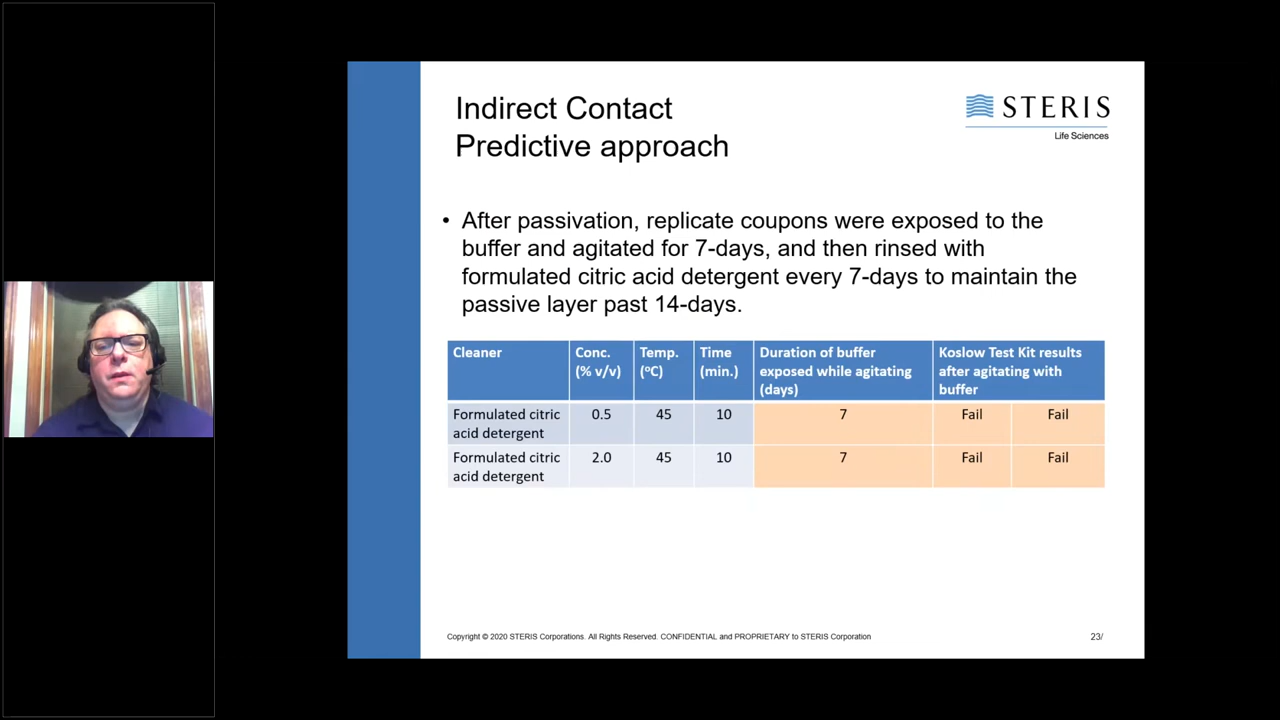 Indirect Contact
Predictive approach
STERIS
Life Sciences
• After passivation, replicate coupons were exposed to the
buffer and agitated for 7-days, and then rinsed with
formulated citric acid detergent every 7-days to maintain the
passive layer past 14-days.
Cleaner Conc. (% v/v) Temp. (ºC) Time (min.) Duration of buffer exposed while agitating (days) Koslow Test Kit results after agitating with buffer
Formulated citric acid detergent 0.5 45 10 7 Fail Fail
Formulated citric acid detergent 2.0 45 10 7 Fail Fail
Copyright © 2020 STERIS Corporations. All Rights Reserved. CONFIDENTIAL and PROPRIETARY to STERIS Corporation
23/